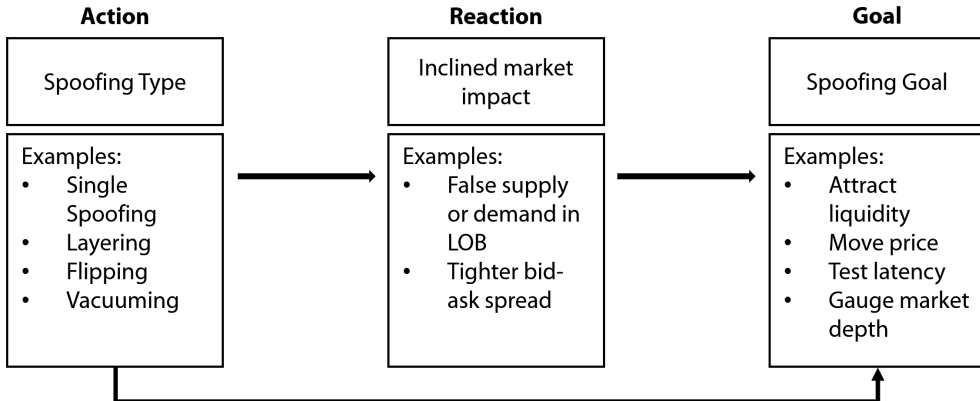 Action
Spoofing Type
Examples:
• Single
Spoofing
• Layering
• Flipping
• Vacuuming
Reaction
Inclined market
impact
Examples:
• False supply
or demand in
LOB
• Tighter bid-
ask spread
Goal
Spoofing Goal
Examples:
• Attract
liquidity
• Move price
• Test latency
• Gauge market
depth